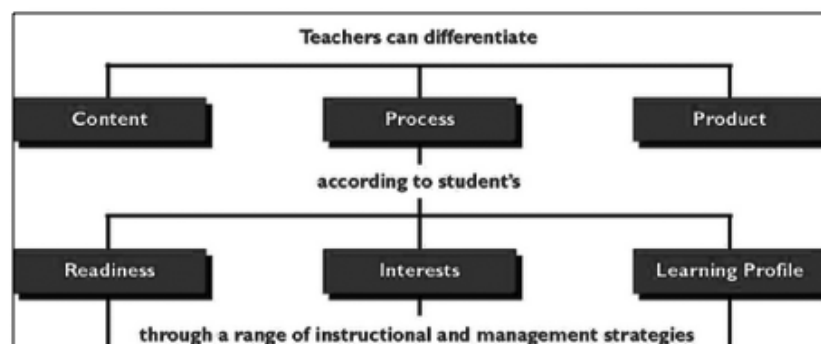 Teachers can differentiate
Content Process Product
according to student's
Readiness Interests Learning Profile
through a range of instructional and management strategies